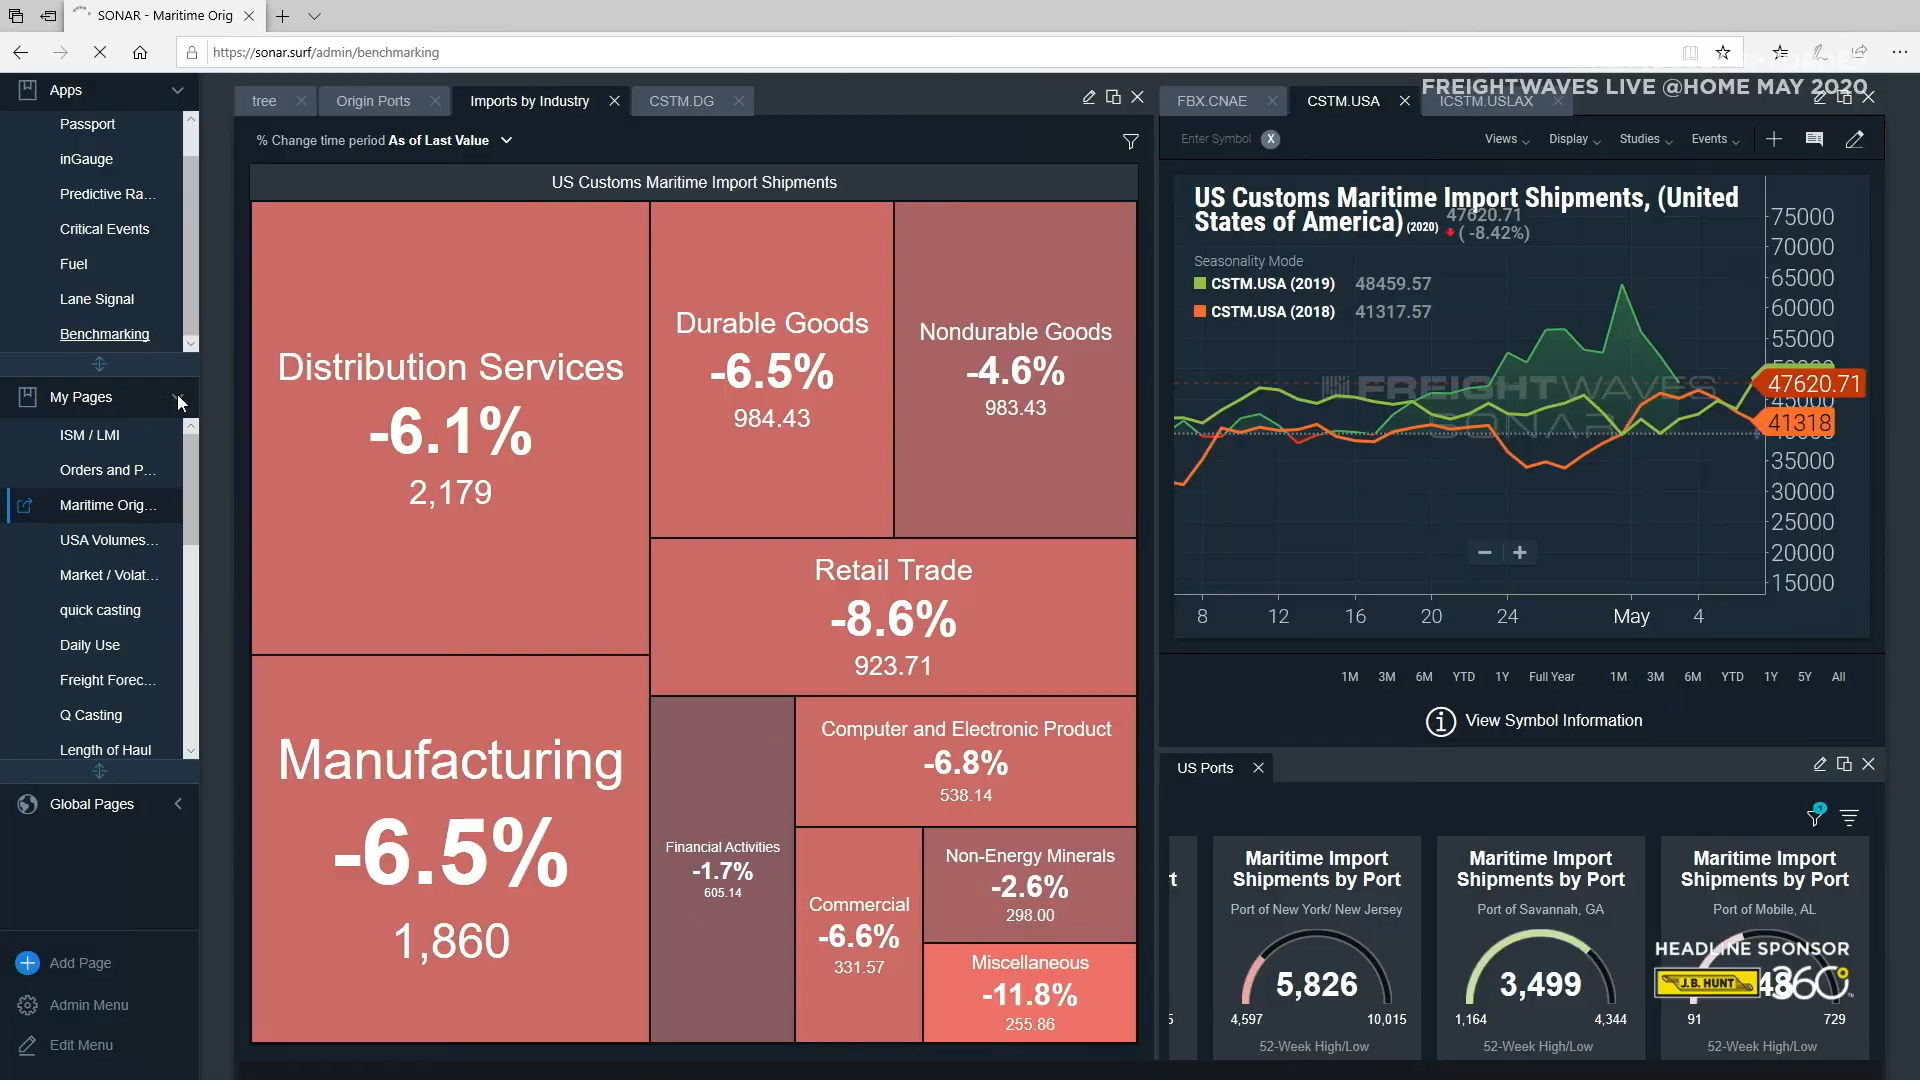 SONAR - Maritime Orig
https://sonar.surf/admin/benchmarking
FREIGHTWAVES LIVE @HOME MAY 2020
Apps
Passport
inGauge
Predictive Ra...
Critical Events
Fuel
Lane Signal
Benchmarking
My Pages
ISM / LMI
Orders and P...
Maritime Orig...
USA Volumes...
Market / Volat...
quick casting
Daily Use
Freight Forec...
Q Casting
Length of Haul
Global Pages
Add Page
Admin Menu
Edit Menu
tree
Origin Ports
Imports by Industry
CSTM.DG
% Change time period As of Last Value
US Customs Maritime Import Shipments
Distribution Services
-6.1%
2,179
Durable Goods
-6.5%
984.43
Nondurable Goods
-4.6%
983.43
Retail Trade
-8.6%
923.71
Manufacturing
-6.5%
1,860
Financial Activities
-1.7%
605.14
Computer and Electronic Product
-6.8%
538.14
Commercial
-6.6%
331.57
Non-Energy Minerals
-2.6%
298.00
Miscellaneous
-11.8%
255.86
FBX.CNAE
CSTM.USA
ICSTM.USLAX
Enter Symbol X
Views
Display
Studies
Events
US Customs Maritime Import Shipments, (United
States of America) (2020)
47620.71
( -8.42%)
Seasonality Mode
CSTM.USA (2019) 48459.57
CSTM.USA (2018) 41317.57
FREIGHTWAVES
SONAR
75000
70000
65000
60000
55000
47620.71
45000
41318
35000
30000
25000
20000
15000
8 12 16 20 24 May 4
1M 3M 6M YTD 1Y Full Year 1M 3M 6M YTD 1Y 5Y All
View Symbol Information
US Ports
1
Maritime Import
Shipments by Port
Port of New York/ New Jersey
5,826
4,597 10,015
52-Week High/Low
Maritime Import
Shipments by Port
Port of Savannah, GA
3,499
1,164 4,344
52-Week High/Low
Maritime Import
Shipments by Port
Port of Mobile, AL
91 729
52-Week High/Low
HEADLINE SPONSOR
J.B. HUNT 360°